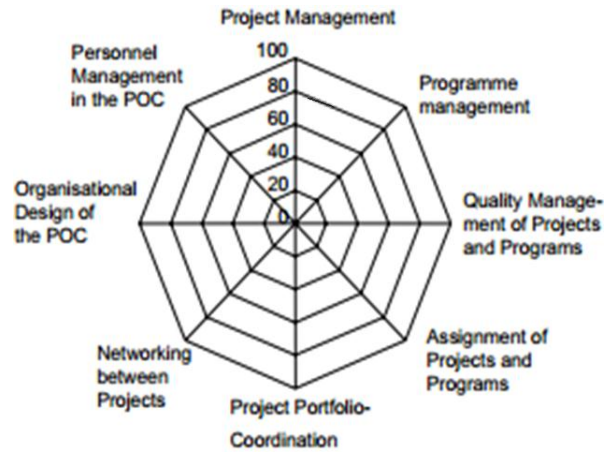 Project Management
100
80
60
40
20
0
Programme
management
Quality Manage-
ment of Projects
and Programs
Assignment of
Projects and
Programs
Project Portfolio-
Coordination
Networking
between
Projects
Organisational
Design of
the POC
Personnel
Management
in the POC